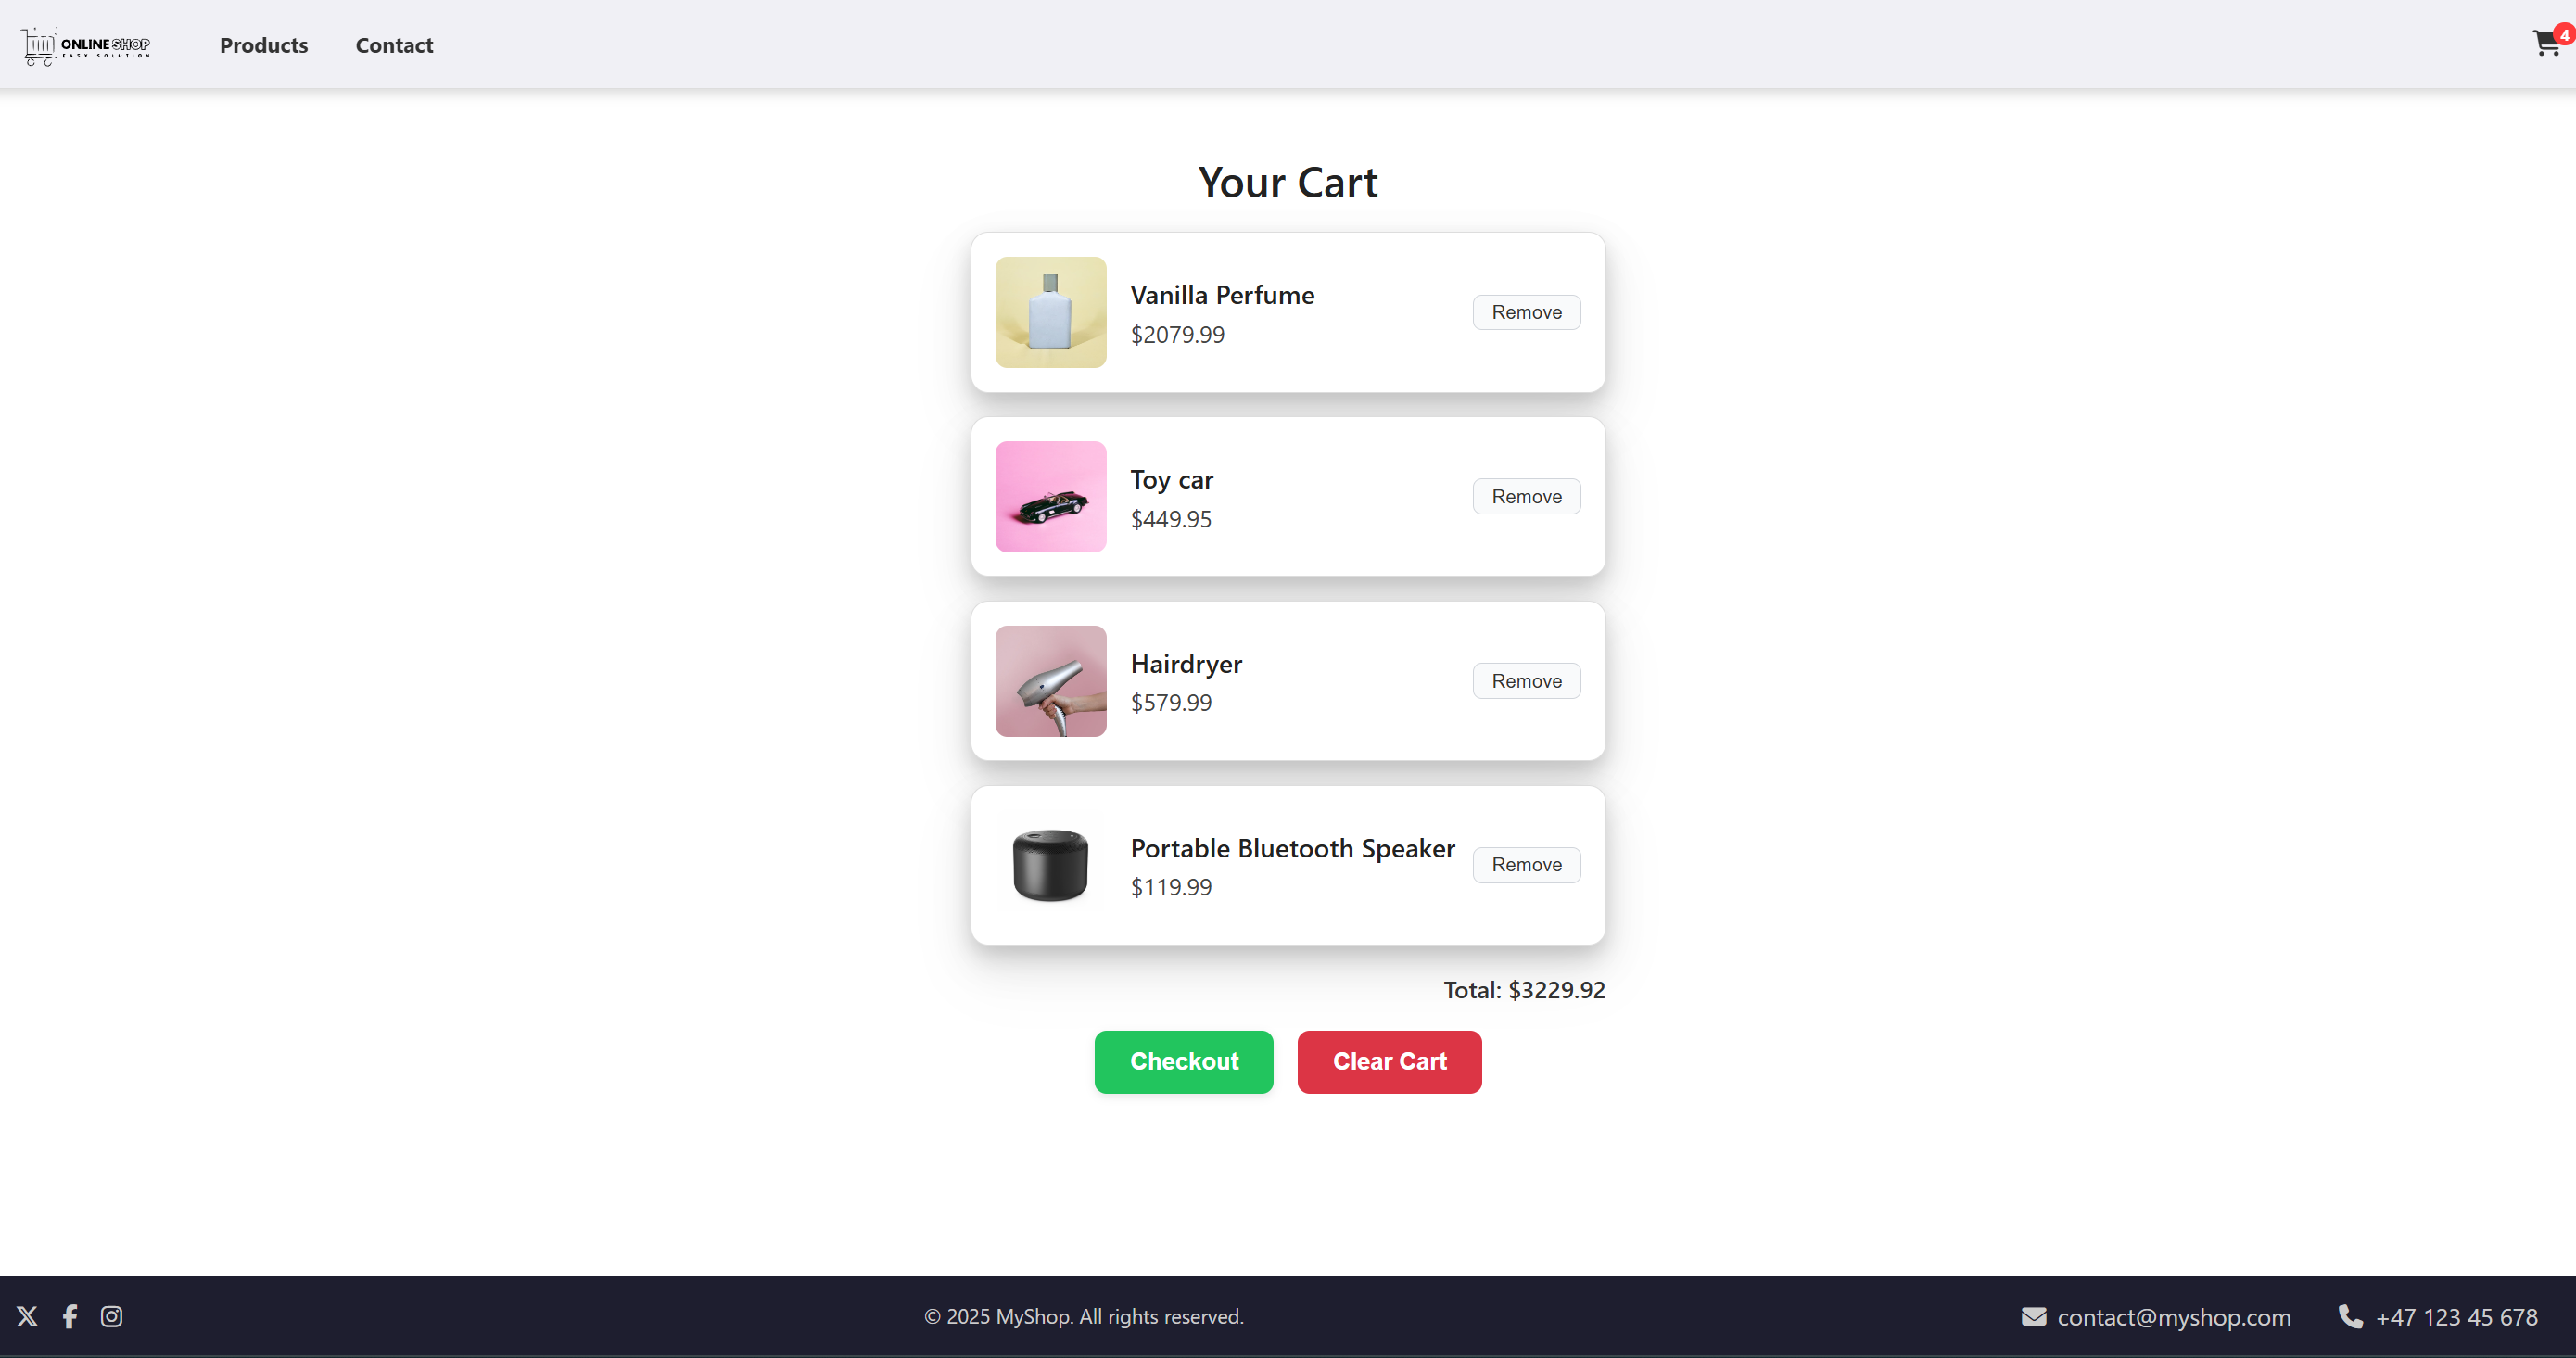 ONLINE SHOP
EASY SOLUTION
Products
Contact
4
Your Cart
Vanilla Perfume
$2079.99
Remove
Toy car
$449.95
Remove
Hairdryer
$579.99
Remove
Portable Bluetooth Speaker
$119.99
Remove
Total: $3229.92
Checkout
Clear Cart
© 2025 MyShop. All rights reserved.
contact@myshop.com
+47 123 45 678